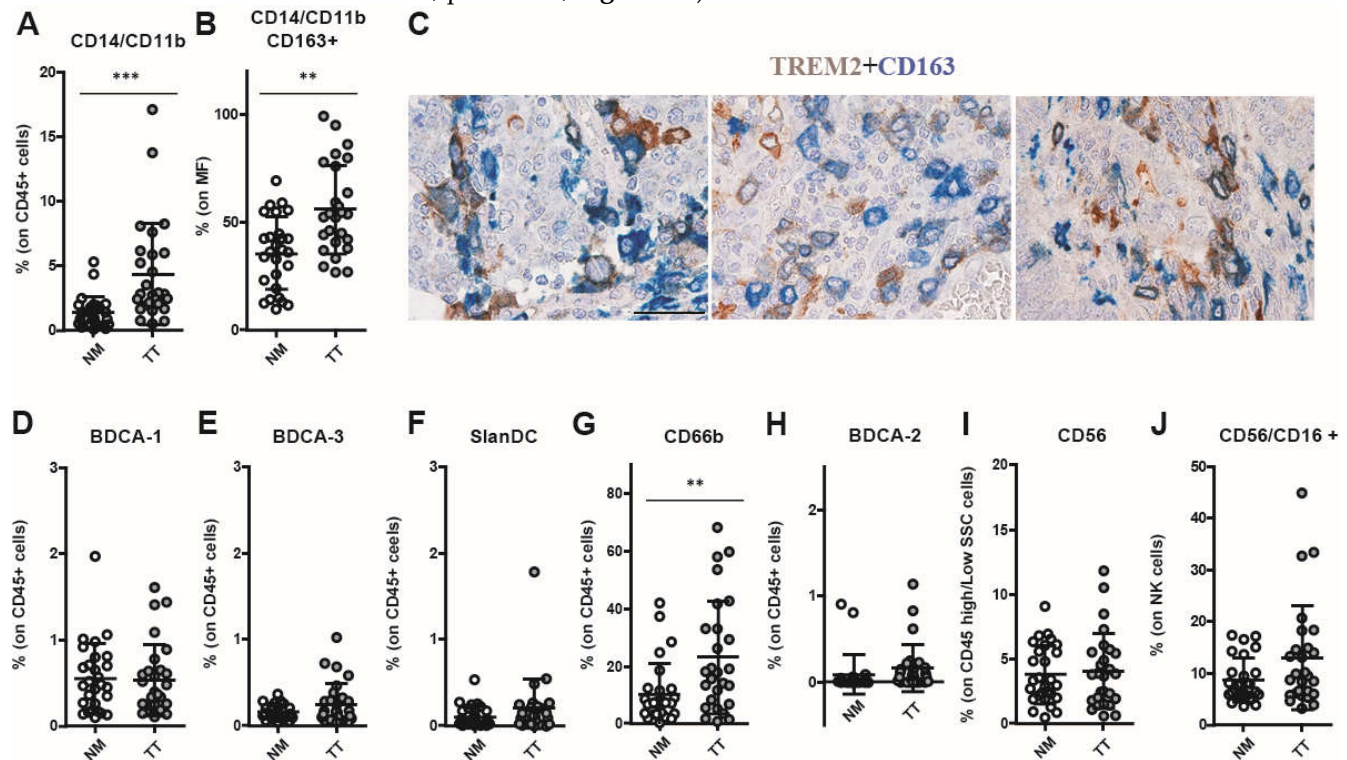 A
CD14/CD11b
***
20
15
10
5
0
% (on CD45+ cells)
NM
TT
B
CD14/CD11b
CD163+
**
100
50
0
% (on MF)
NM
TT
C
TREM2+CD163
D
BDCA-1
3
2
1
0
% (on CD45+ cells)
NM
TT
E
BDCA-3
3
2
1
0
% (on CD45+ cells)
NM
TT
F
SlanDC
3
2
1
0
% (on CD45+ ceels)
NM
TT
G
CD66b
**
80
60
40
20
0
% (on CD45+ cells)
NM
TT
H
BDCA-2
2
1
0
% (on CD45+ cells)
NM
TT
I
CD56
20
15
10
5
0
% (on CD45 high/Low SSC cells)
NM
TT
J
CD56/CD16 +
50
40
30
20
10
0
% (on NK cells)
NM
TT